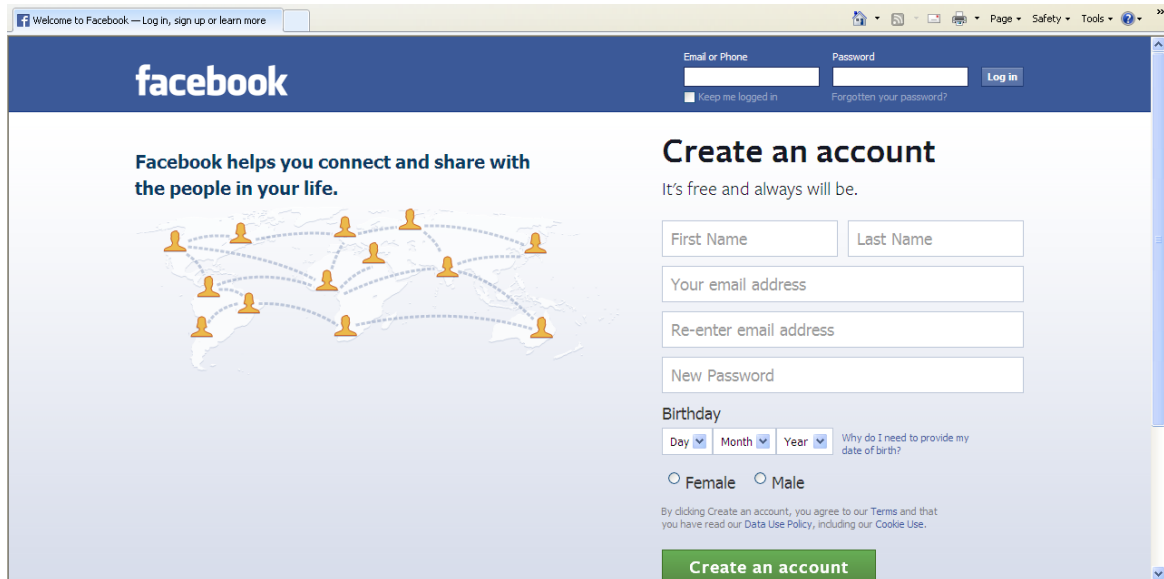 Welcome to Facebook — Log in, sign up or learn more
Page
Safety
Tools
»
facebook
Email or Phone
Password
Log in
Keep me logged in
Forgotten your password?
Facebook helps you connect and share with
the people in your life.
Create an account
It's free and always will be.
First Name
Last Name
Your email address
Re-enter email address
New Password
Birthday
Day
Month
Year
Why do I need to provide my
date of birth?
Female
Male
By clicking Create an account, you agree to our Terms and that
you have read our Data Use Policy, including our Cookie Use.
Create an account